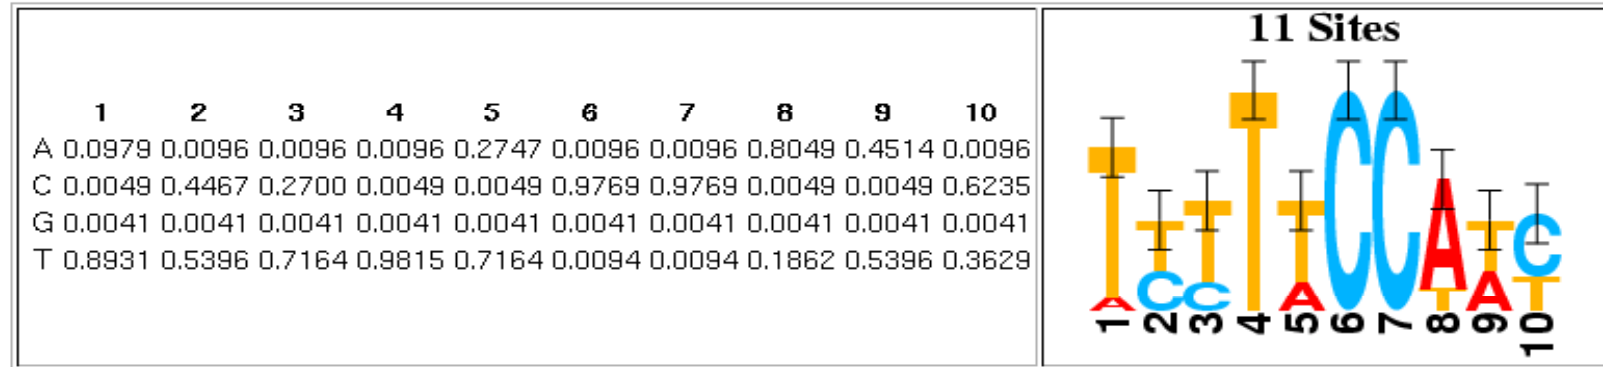 1 2 3 4 5 6 7 8 9 10
A 0.0979 0.0096 0.0096 0.0096 0.2747 0.0096 0.0096 0.8049 0.4514 0.0096
C 0.0049 0.4467 0.2700 0.0049 0.0049 0.9769 0.9769 0.0049 0.0049 0.6235
G 0.0041 0.0041 0.0041 0.0041 0.0041 0.0041 0.0041 0.0041 0.0041 0.0041
T 0.8931 0.5396 0.7164 0.9815 0.7164 0.0094 0.0094 0.1862 0.5396 0.3629
11 Sites
T T T T T C C A T C
A C C A T A T
1 2 3 4 5 6 7 8 9 10